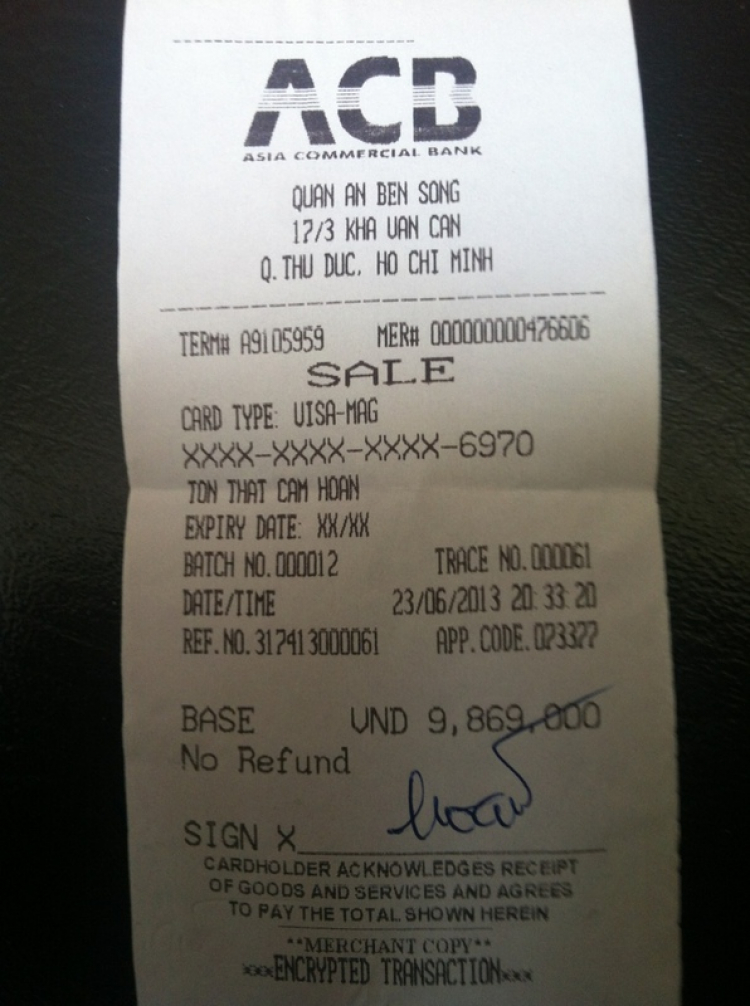 ACB
ASIA COMMERCIAL BANK
QUAN AN BEN SONG
17/3 KHA VAN CAN
Q.THU DUC, HO CHI MINH
TERM# A9105959 MER# 000000000476606
SALE
CARD TYPE: VISA-MAG
XXXX-XXXX-XXXX-6970
TON THAT CAM HOAN
EXPIRY DATE: XX/XX
BATCH NO.000012 TRACE NO.000061
DATE/TIME 23/06/2013 20:33:20
REF.NO.317413000061 APP.CODE.073377
BASE VND 9,869,000
No Refund
SIGN X hoan
CARDHOLDER ACKNOWLEDGES RECEIPT
OF GOODS AND SERVICES AND AGREES
TO PAY THE TOTAL SHOWN HEREIN
**MERCHANT COPY**
***ENCRYPTED TRANSACTION***